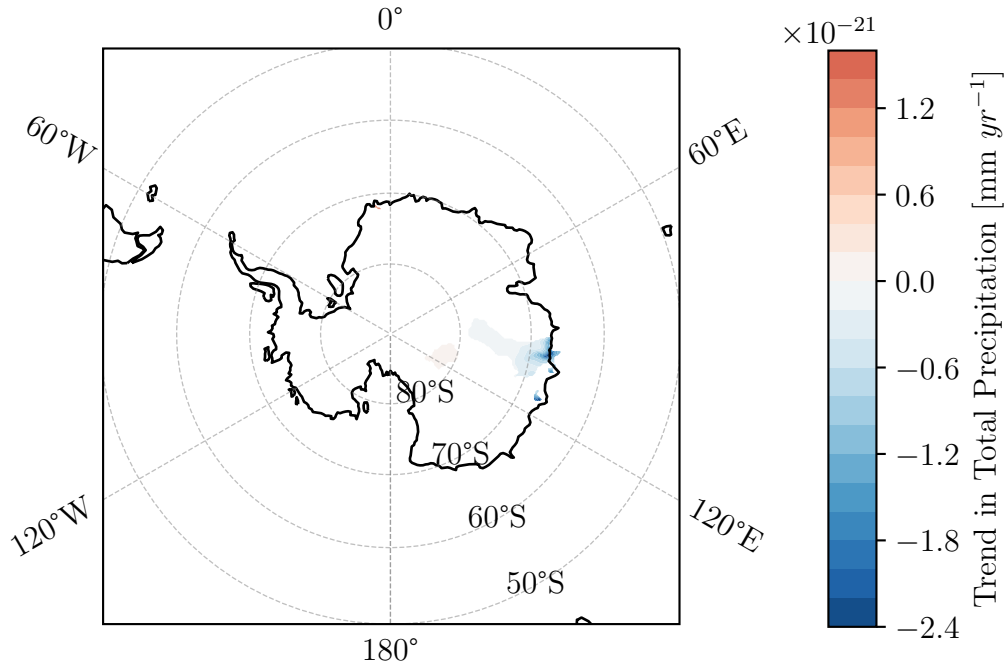 0°
×10⁻²¹
60°W
60°E
1.2
0.6
0.0
−0.6
−1.2
−1.8
−2.4
Trend in Total Precipitation [mm yr⁻¹]
80°S
70°S
60°S
50°S
120°W
120°E
180°